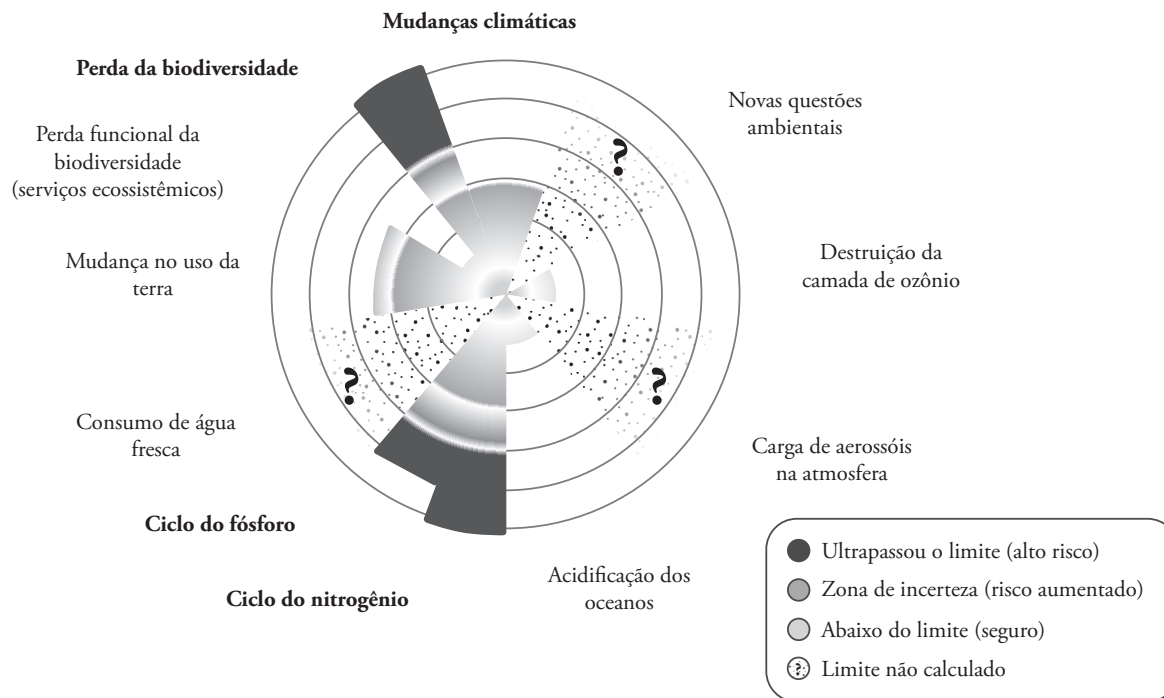 Mudanças climáticas
Perda da biodiversidade
Novas questões
ambientais
?
Perda funcional da
biodiversidade
(serviços ecossistêmicos)
Mudança no uso da
terra
Destruição da
camada de ozônio
?
?
Consumo de água
fresca
Carga de aerossóis
na atmosfera
Ciclo do fósforo
Ciclo do nitrogênio
Acidificação dos
oceanos
Ultrapassou o limite (alto risco)
Zona de incerteza (risco aumentado)
Abaixo do limite (seguro)
? Limite não calculado